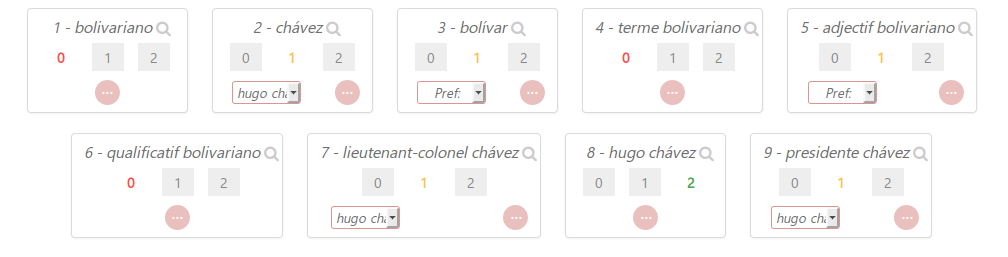 1 - bolivariano 2 - chávez 3 - bolívar 4 - terme bolivariano 5 - adjectif bolivariano
0 1 2 0 1 2 0 1 2 0 1 2 0 1 2
hugo cha Pref: Pref:
6 - qualificatif bolivariano 7 - lieutenant-colonel chávez 8 - hugo chávez 9 - presidente chávez
0 1 2 0 1 2 0 1 2 0 1 2
hugo cha hugo cha